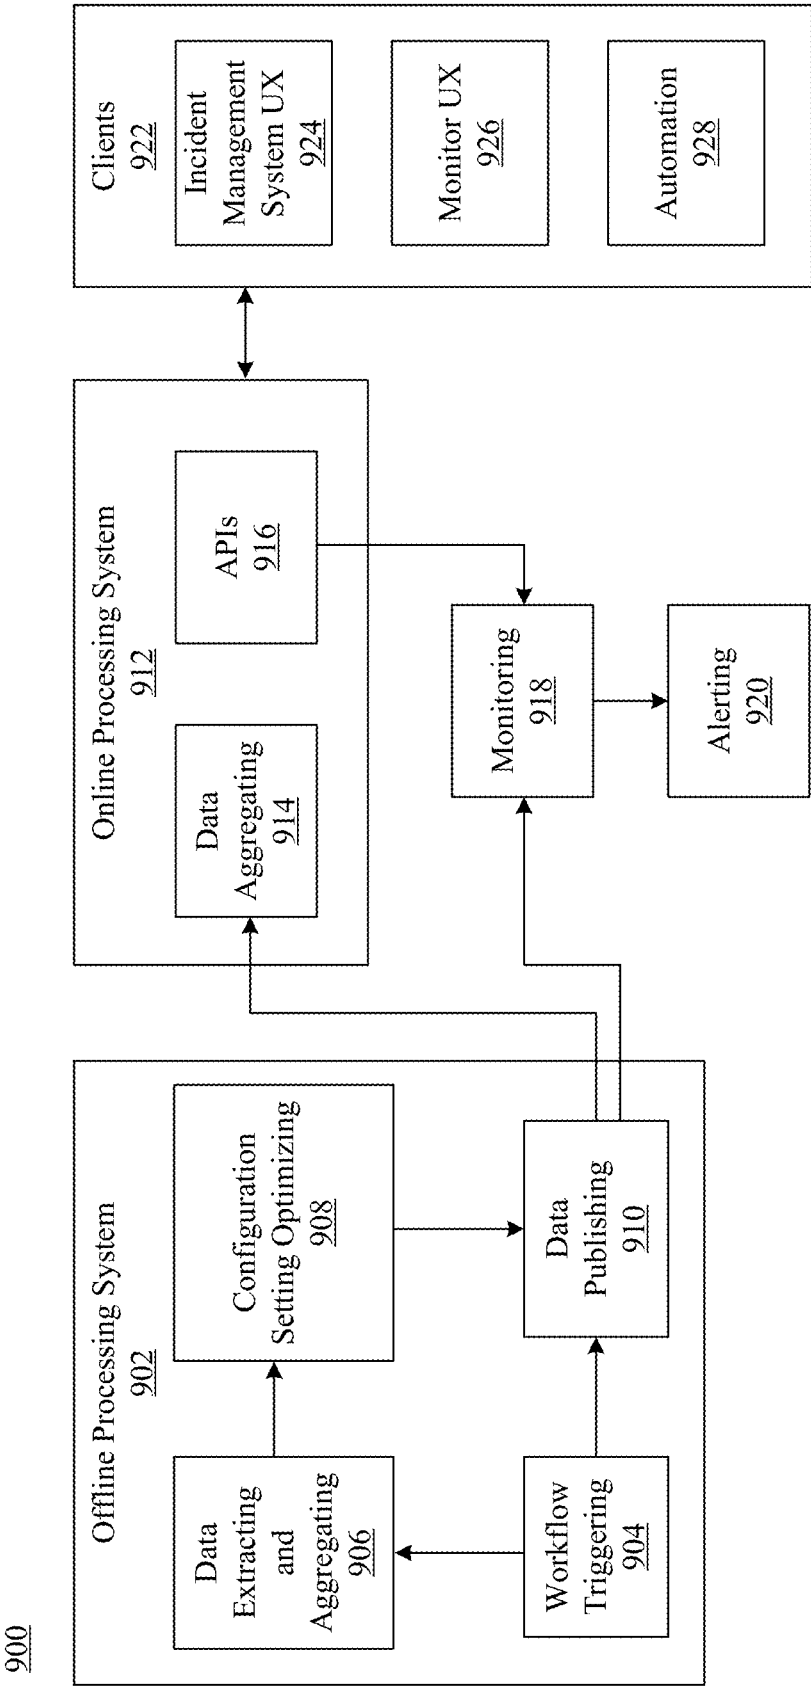 900
Offline Processing System
902
Data
Extracting
and
Aggregating
906
Configuration
Setting Optimizing
908
Workflow
Triggering
904
Data
Publishing
910
Online Processing System
912
Data
Aggregating
914
APIs
916
Monitoring
918
Alerting
920
Clients
922
Incident
Management
System UX
924
Monitor UX
926
Automation
928